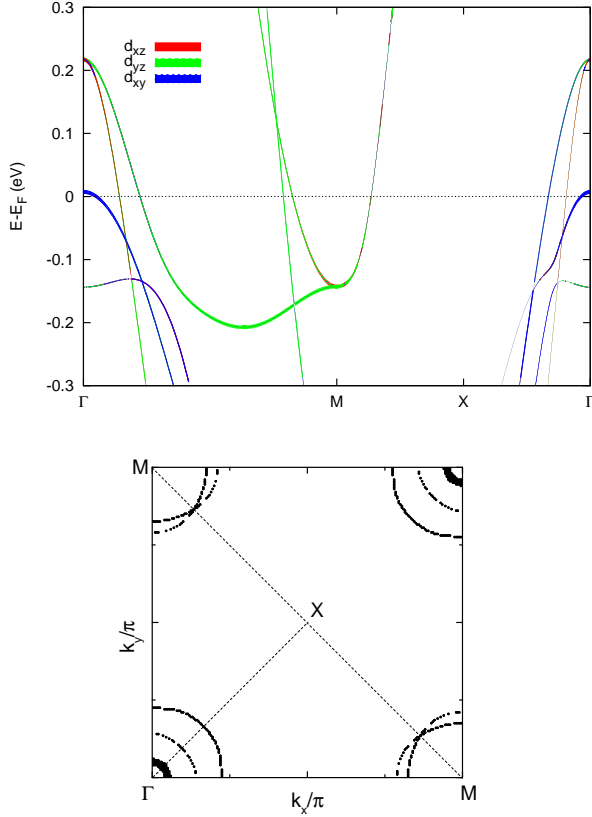 0.3
0.2
0.1
0
-0.1
-0.2
-0.3
E-E_F (eV)
d_xz
d_yz
d_xy
Γ M X Γ
M
X
k_y/π
Γ M
k_x/π